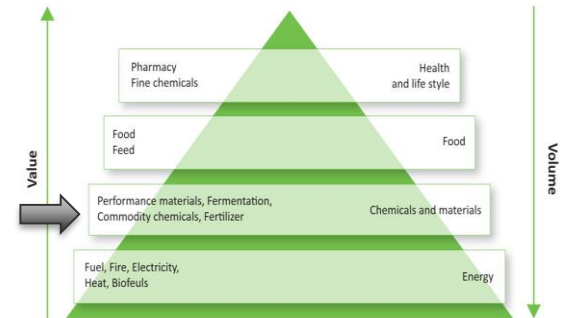 Pharmacy
Fine chemicals
Health
and life style
Food
Feed
Food
Value
Volume
Performance materials, Fermentation,
Commodity chemicals, Fertilizer
Chemicals and materials
Fuel, Fire, Electricity,
Heat, Biofeuls
Energy